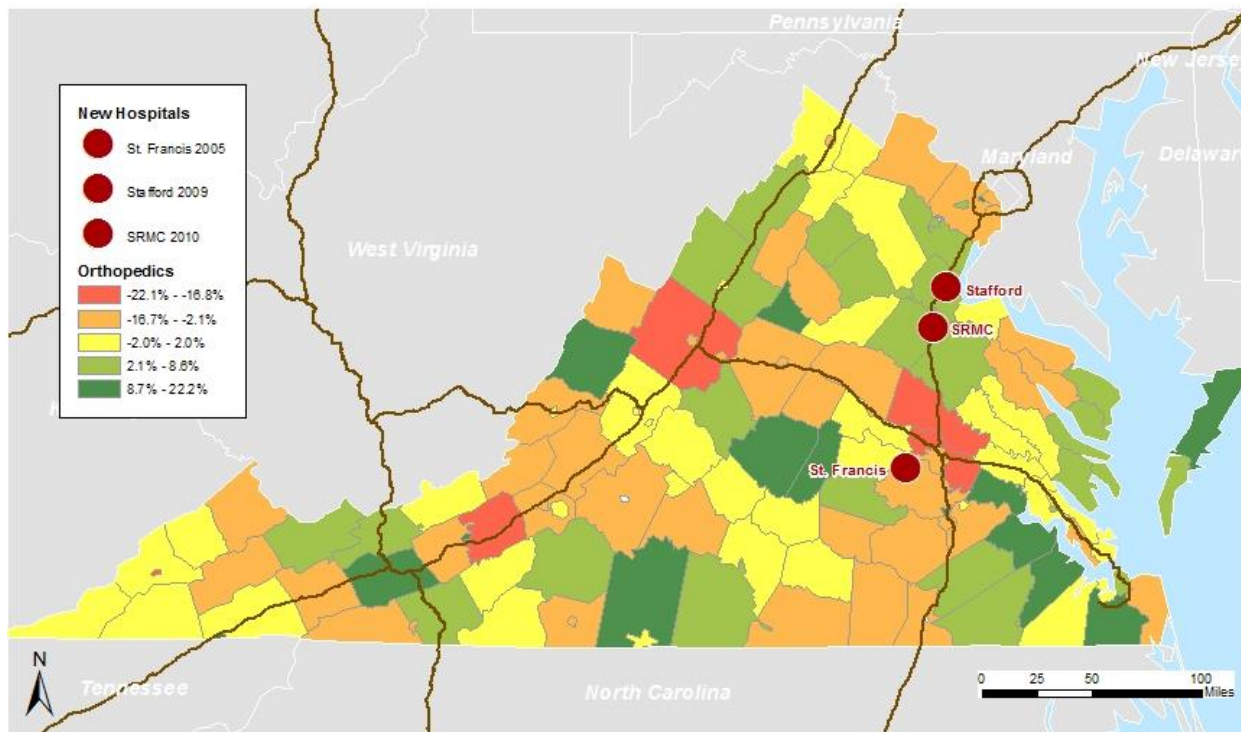 Pennsylvania
New Jersey
New Hospitals
St. Francis 2005
Stafford 2009
SRMC 2010
Orthopedics
-22.1% - -16.8%
-16.7% - -2.1%
-2.0% - 2.0%
2.1% - 8.6%
8.7% - 22.2%
Maryland
Delawar
West Virginia
Stafford
SRMC
St. Francis
N
Tennessee
North Carolina
0 25 50 100
Miles